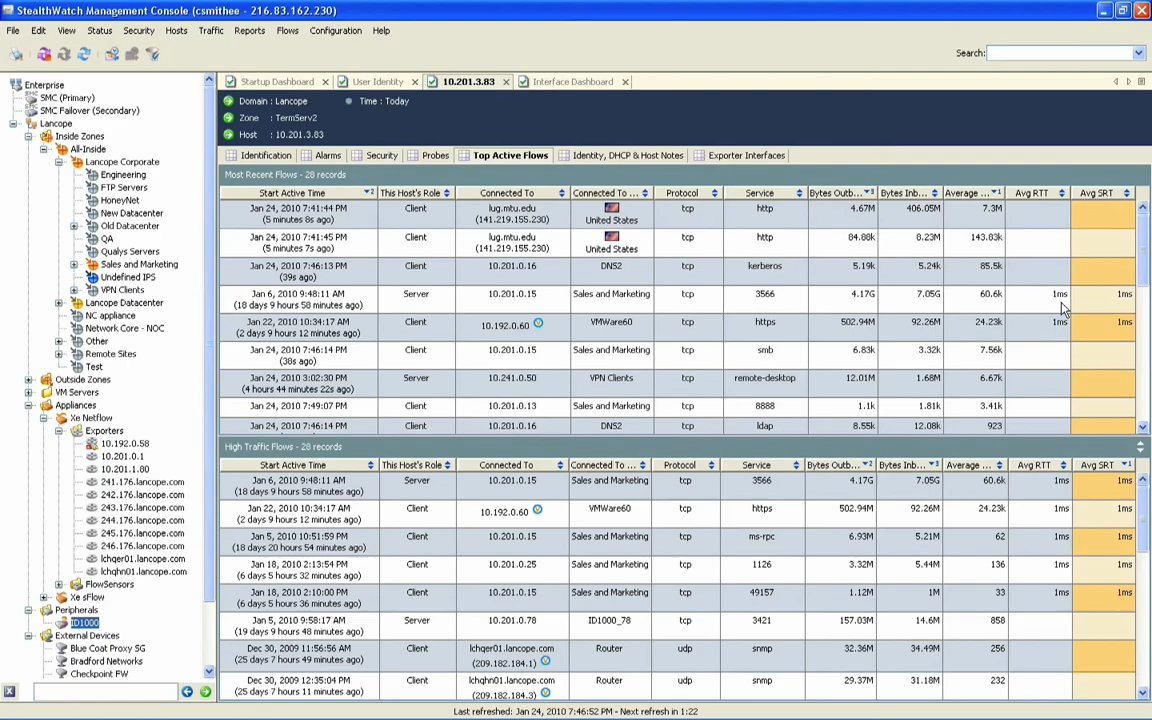 StealthWatch Management Console (csmithee - 216.83.162.230)
File Edit View Status Security Hosts Traffic Reports Flows Configuration Help
Search:
Enterprise
SMC (Primary)
SMC Failover (Secondary)
Lancope
Inside Zones
All-Inside
Lancope Corporate
Engineering
FTP Servers
HoneyNet
New Datacenter
Old Datacenter
QA
Qualys Servers
Sales and Marketing
Undefined IPS
VPN Clients
Lancope Datacenter
NC appliance
Network Core - NOC
Other
Remote Sites
Test
Outside Zones
VM Servers
Appliances
Xe Netflow
Exporters
10.192.0.58
10.201.0.1
10.201.1.80
241.176.lancope.com
242.176.lancope.com
243.176.lancope.com
244.176.lancope.com
245.176.lancope.com
246.176.lancope.com
lchqer01.lancope.com
lchqhn01.lancope.com
FlowSensors
Xe sFlow
Peripherals
ID1000
External Devices
Blue Coat Proxy SG
Bradford Networks
Checkpoint FW
Startup Dashboard User Identity 10.201.3.83 Interface Dashboard
Domain : Lancope Time : Today
Zone : TermServ2
Host : 10.201.3.83
Identification Alarms Security Probes Top Active Flows Identity, DHCP & Host Notes Exporter Interfaces
Most Recent Flows - 28 records
Start Active Time 2 This Host's Role Connected To Connected To ... Protocol Service Bytes Outb... 3 Bytes Inb... Average ... 1 Avg RTT Avg SRT
Jan 24, 2010 7:41:44 PM Client lug.mtu.edu tcp http 4.67M 406.05M 7.3M
(5 minutes 8s ago) (141.219.155.230) United States
Jan 24, 2010 7:41:45 PM Client lug.mtu.edu tcp http 84.88k 8.23M 143.83k
(5 minutes 7s ago) (141.219.155.230) United States
Jan 24, 2010 7:46:13 PM Client 10.201.0.16 DNS2 tcp kerberos 5.19k 5.24k 85.5k
(39s ago)
Jan 6, 2010 9:48:11 AM Server 10.201.0.15 Sales and Marketing tcp 3566 4.17G 7.05G 60.6k 1ms 1ms
(18 days 9 hours 58 minutes ago)
Jan 22, 2010 10:34:17 AM Client 10.192.0.60 VMWare60 tcp https 502.94M 92.26M 24.23k 1ms 1ms
(2 days 9 hours 12 minutes ago)
Jan 24, 2010 7:46:14 PM Client 10.201.0.15 Sales and Marketing tcp smb 6.83k 3.32k 7.56k
(38s ago)
Jan 24, 2010 3:02:30 PM Server 10.241.0.50 VPN Clients tcp remote-desktop 12.01M 1.68M 6.67k
(4 hours 44 minutes 22s ago)
Jan 24, 2010 7:49:07 PM Client 10.201.0.13 Sales and Marketing tcp 8888 1.1k 1.81k 3.41k
Jan 24, 2010 7:46:14 PM Client 10.201.0.16 DNS2 tcp ldap 8.55k 12.08k 923
High Traffic Flows - 28 records
Start Active Time This Host's Role Connected To Connected To ... Protocol Service Bytes Outb... 2 Bytes Inb... 3 Average ... Avg RTT Avg SRT 1
Jan 6, 2010 9:48:11 AM Server 10.201.0.15 Sales and Marketing tcp 3566 4.17G 7.05G 60.6k 1ms 1ms
(18 days 9 hours 58 minutes ago)
Jan 22, 2010 10:34:17 AM Client 10.192.0.60 VMWare60 tcp https 502.94M 92.26M 24.23k 1ms 1ms
(2 days 9 hours 12 minutes ago)
Jan 5, 2010 10:51:59 PM Client 10.201.0.15 Sales and Marketing tcp ms-rpc 6.93M 5.21M 62 1ms 1ms
(18 days 20 hours 54 minutes ago)
Jan 18, 2010 2:13:54 PM Client 10.201.0.25 Sales and Marketing tcp 1126 3.32M 5.44M 136 1ms 1ms
(6 days 5 hours 32 minutes ago)
Jan 18, 2010 2:10:00 PM Client 10.201.0.25 Sales and Marketing tcp 49157 1.12M 1M 33 1ms 1ms
(6 days 5 hours 36 minutes ago)
Jan 5, 2010 9:58:17 AM Server 10.201.0.78 ID1000_78 tcp 3421 157.03M 14.6M 858 1ms 1ms
(19 days 9 hours 48 minutes ago)
Dec 30, 2009 11:56:56 AM Client lchqer01.lancope.com Router udp snmp 32.36M 34.49M 256
(25 days 7 hours 49 minutes ago) (209.182.184.1)
Dec 30, 2009 12:35:04 PM Client lchqhn01.lancope.com Router udp snmp 29.37M 31.18M 232
(25 days 7 hours 11 minutes ago) (209.182.184.3)
Last refreshed: Jan 24, 2010 7:46:52 PM - Next refresh in 1:22